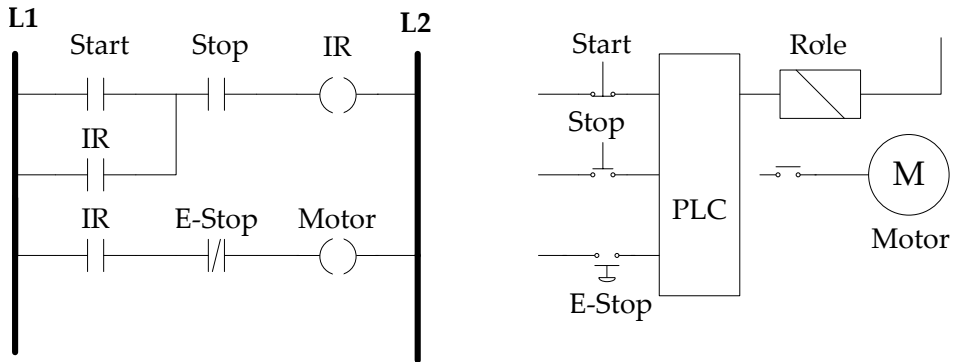 L1
L2
Start Stop IR
IR
IR E-Stop Motor
Start
Stop
E-Stop
PLC
Role
M
Motor